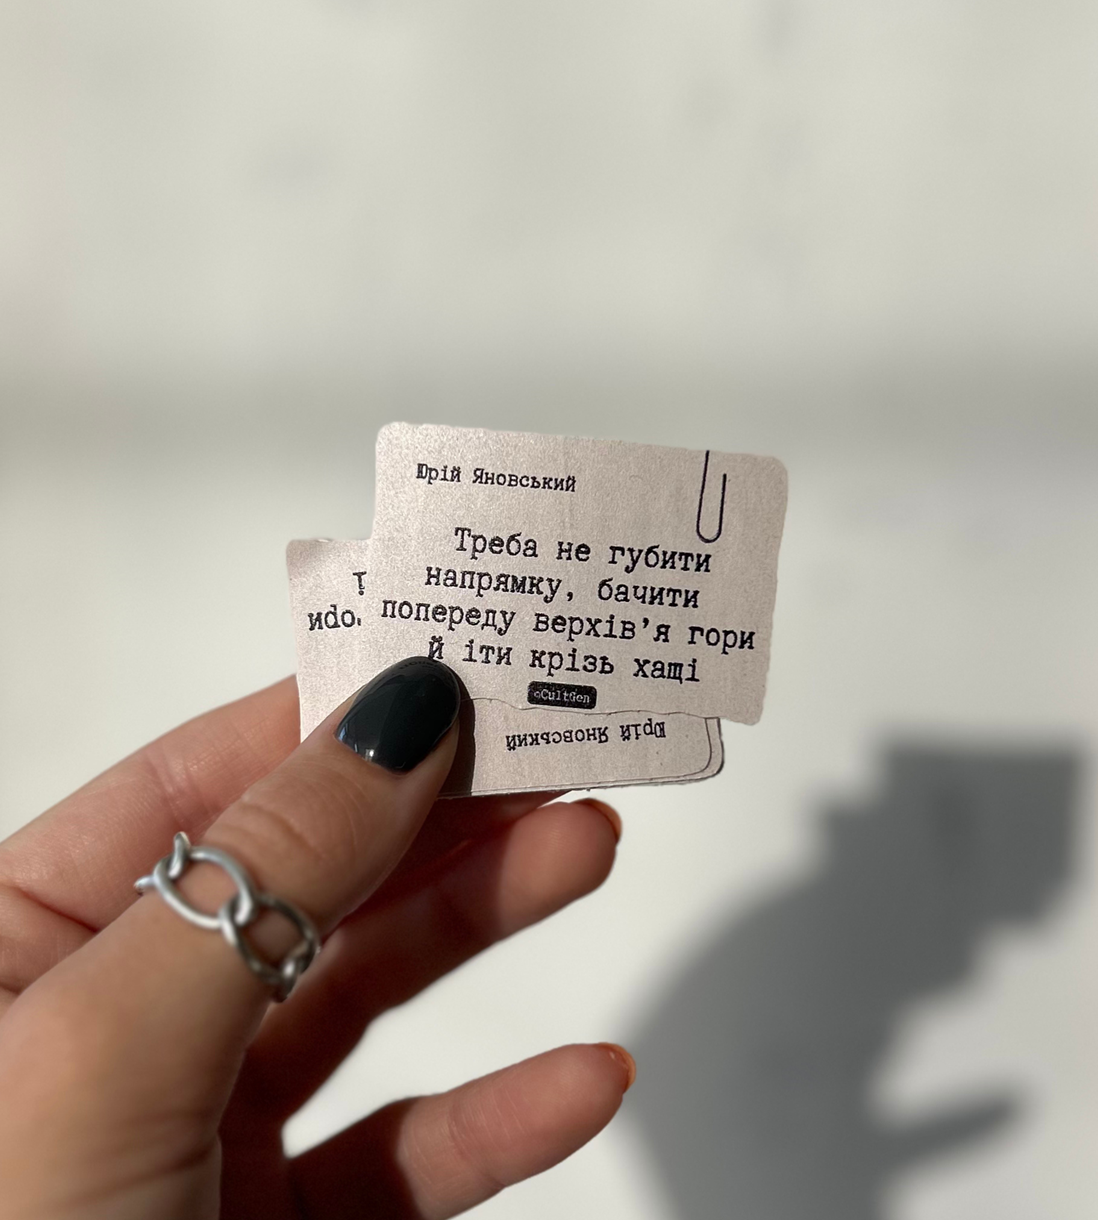 Юрій Яновський
Треба не губити
напрямку, бачити
попереду верхів’я гори
й іти крізь хащі
©CultGen
Юрій Яновський